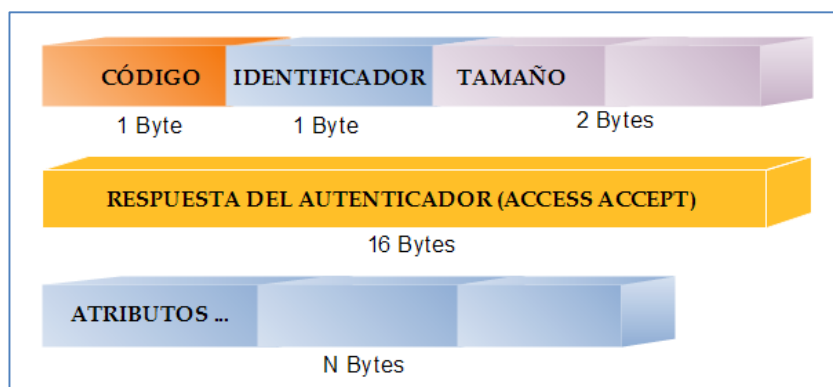 CÓDIGO IDENTIFICADOR TAMAÑO
1 Byte 1 Byte 2 Bytes
RESPUESTA DEL AUTENTICADOR (ACCESS ACCEPT)
16 Bytes
ATRIBUTOS ...
N Bytes